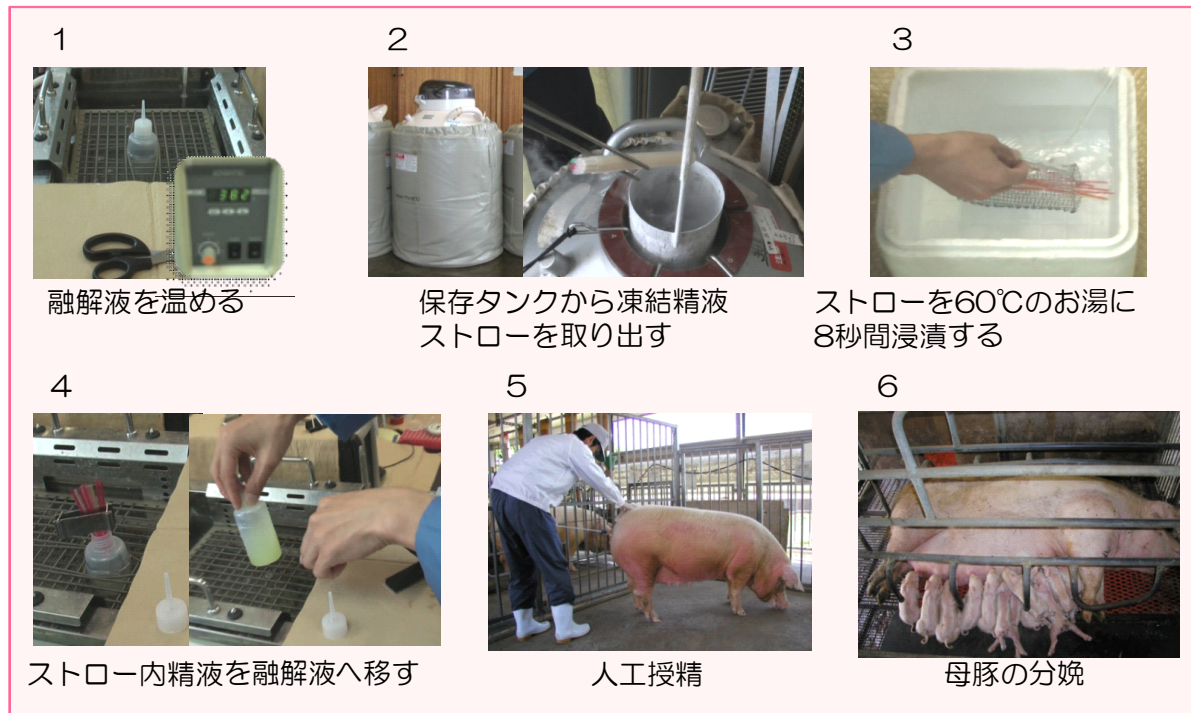 1
2
3
融解液を温める
保存タンクから凍結精液
ストローを取り出す
ストローを60℃のお湯に
8秒間浸漬する
4
5
6
ストロー内精液を融解液へ移す
人工授精
母豚の分娩